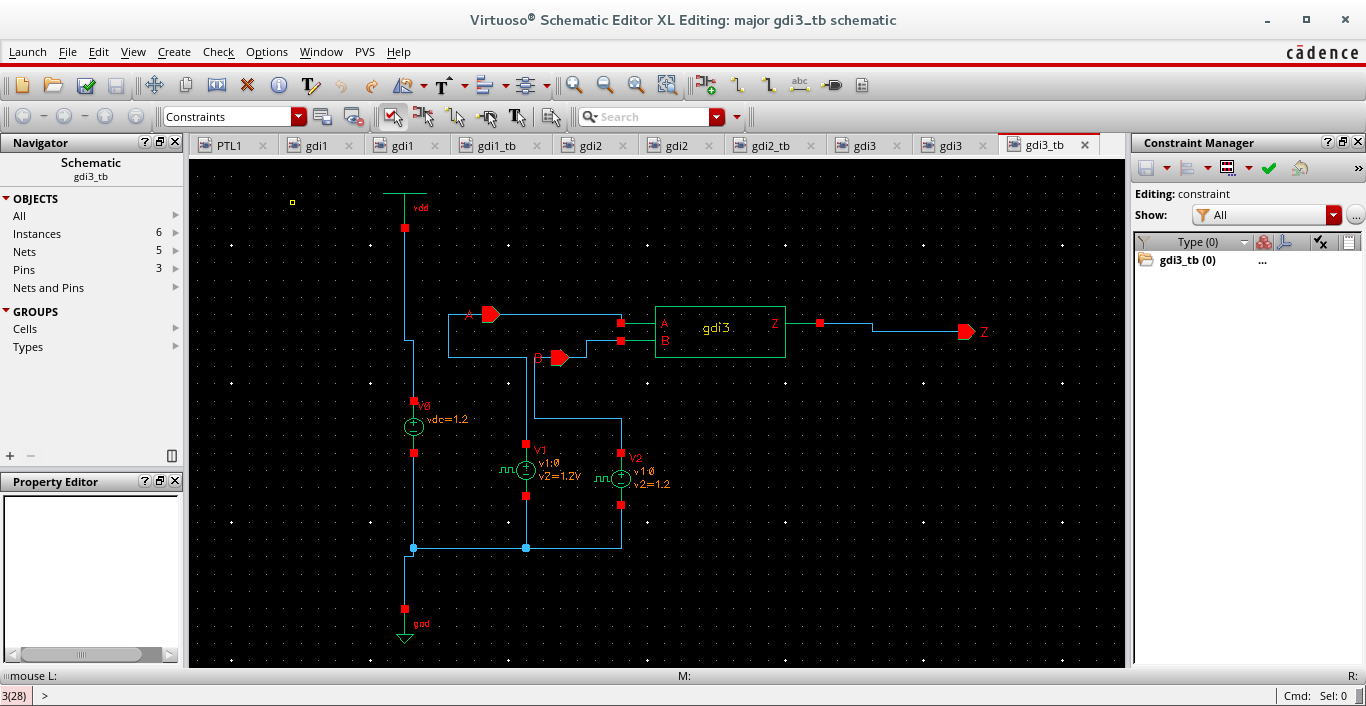 Virtuoso® Schematic Editor XL Editing: major gdi3_tb schematic
Launch File Edit View Create Check Options Window PVS Help
cādence
T T abc
Constraints
T
Search
Navigator ?
PTL1 gdi1 gdi1 gdi1_tb gdi2 gdi2 gdi2_tb gdi3 gdi3 gdi3_tb
Constraint Manager ?
Schematic
gdi3_tb
OBJECTS
All
Instances 6
Nets 5
Pins 3
Nets and Pins
GROUPS
Cells
Types
Property Editor ?
Editing: constraint
Show: All ...
Type (0)
gdi3_tb (0) ...
vdd
A
A gdi3 Z
B
Z
V0
vdc=1.2
V1
v1:0
v2=1.2V
V2
v1:0
v2=1.2
gnd
mouse L: M: R:
3(28) > Cmd: Sel: 0